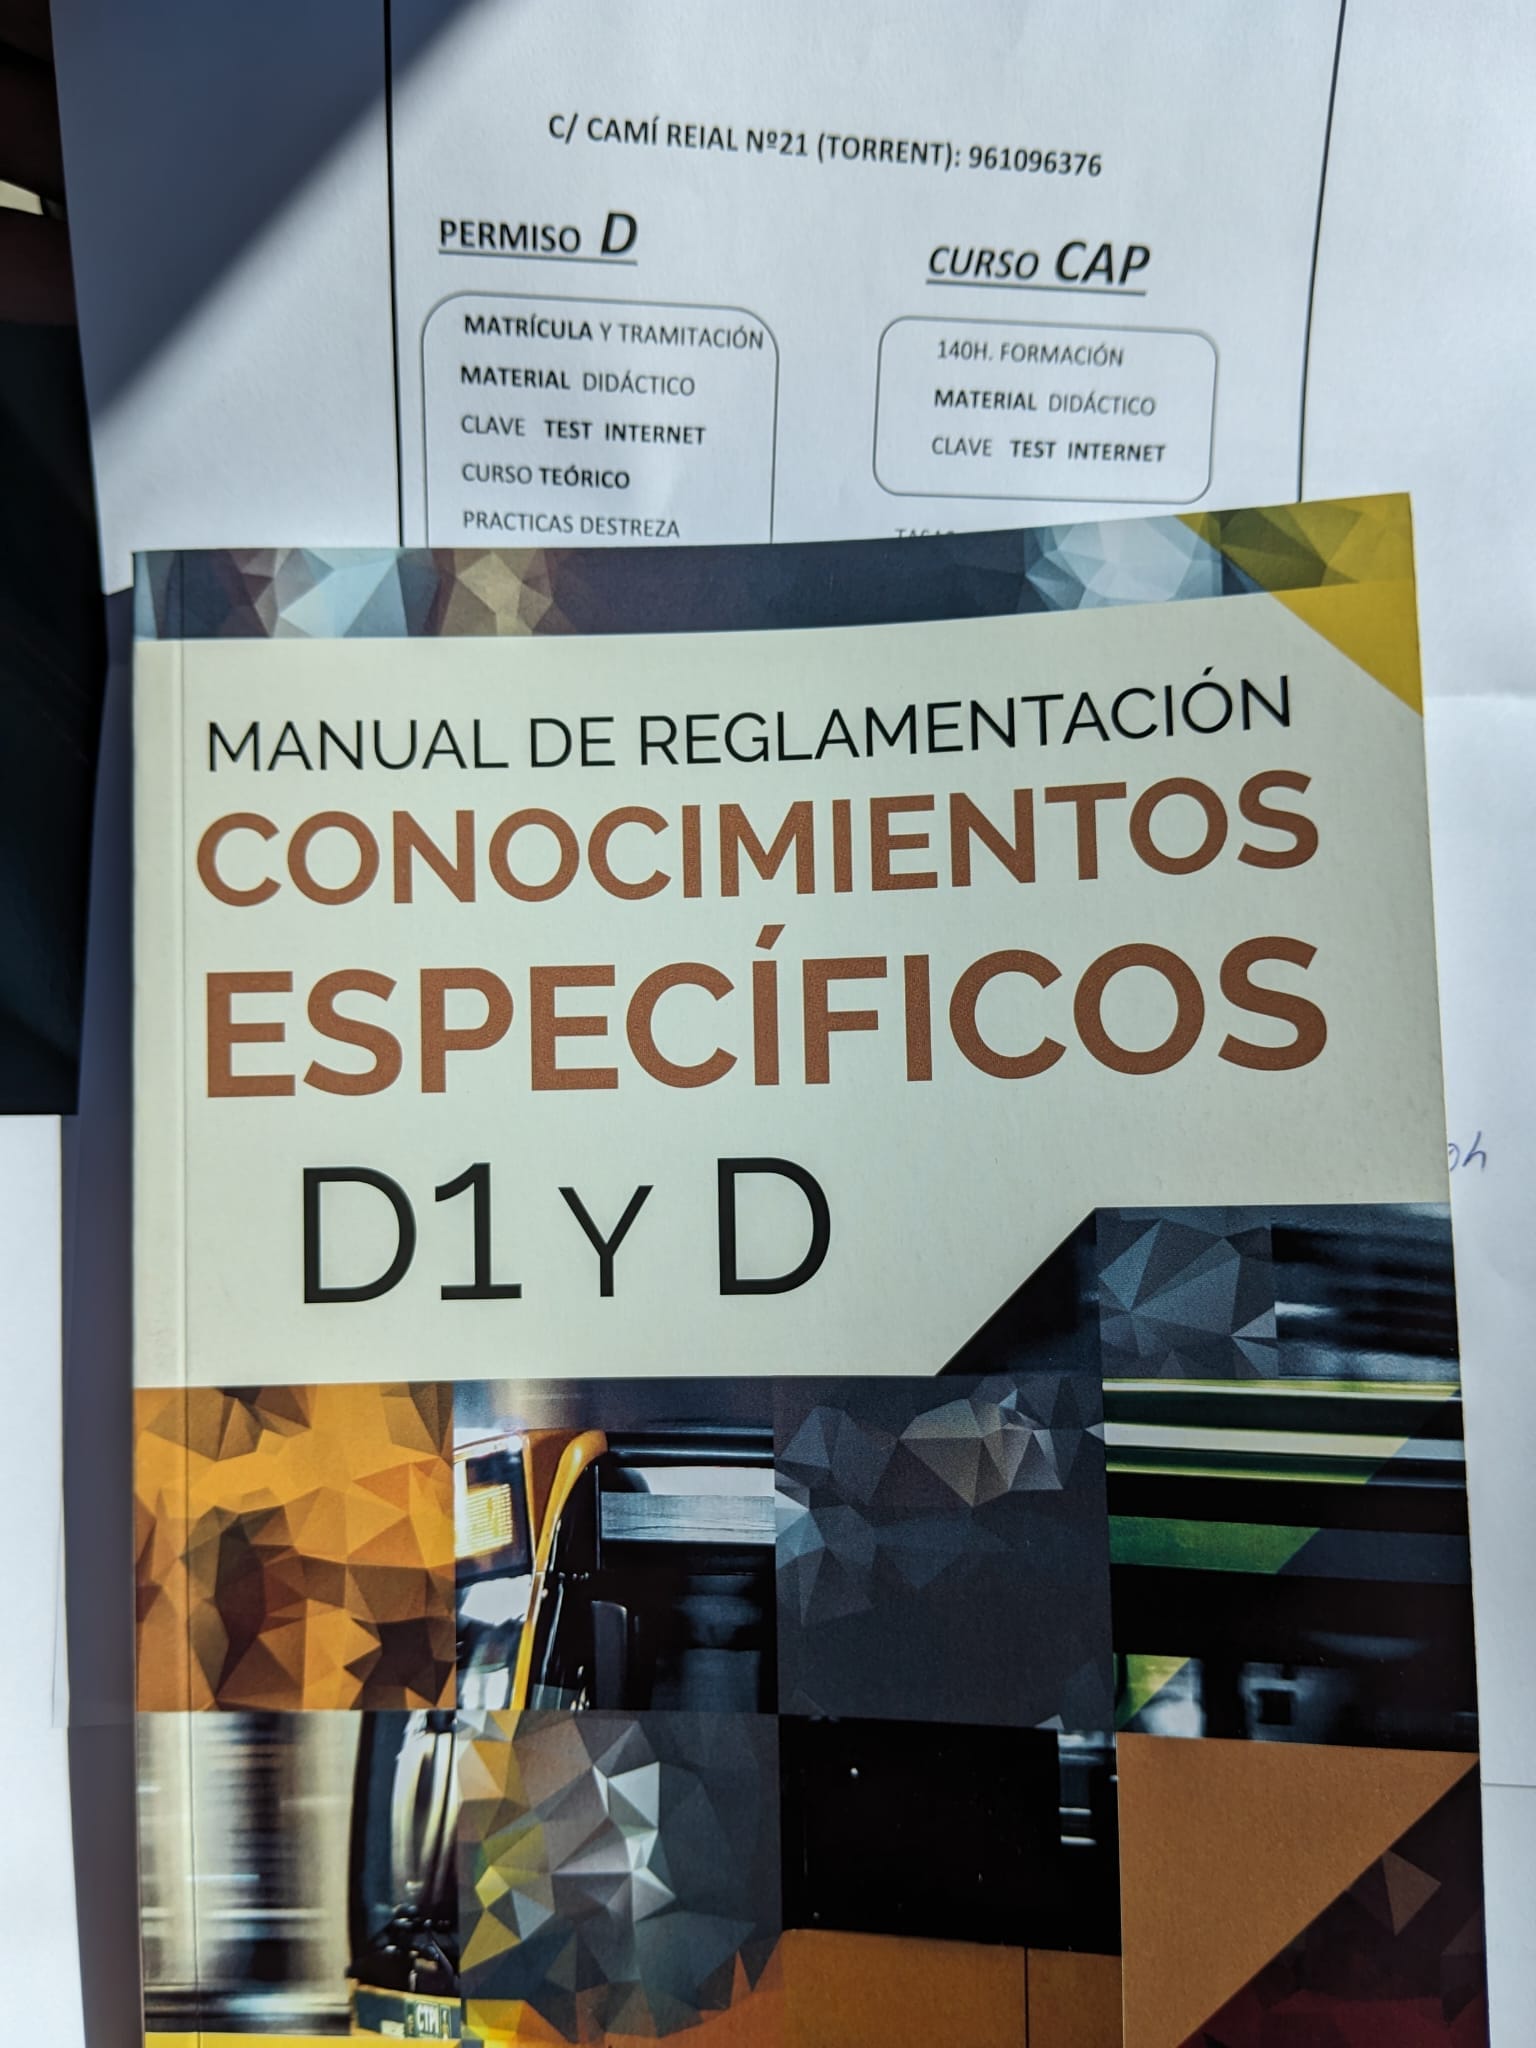 C/ CAMÍ REIAL Nº21 (TORRENT): 961096376
PERMISO D
MATRÍCULA Y TRAMITACIÓN
MATERIAL DIDÁCTICO
CLAVE TEST INTERNET
CURSO TEÓRICO
PRACTICAS DESTREZA
CURSO CAP
140H. FORMACIÓN
MATERIAL DIDÁCTICO
CLAVE TEST INTERNET
MANUAL DE REGLAMENTACIÓN
CONOCIMIENTOS
ESPECÍFICOS
D1 Y D